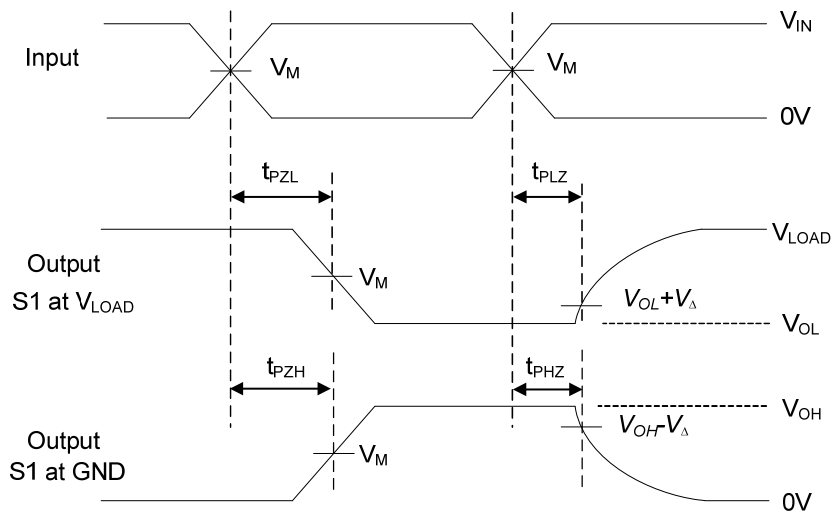 V_IN
Input
V_M
V_M
0V
t_PZL
t_PLZ
V_LOAD
Output
S1 at V_LOAD
V_M
V_OL+V_Δ
V_OL
t_PZH
t_PHZ
V_OH
V_OH-V_Δ
Output
S1 at GND
V_M
0V